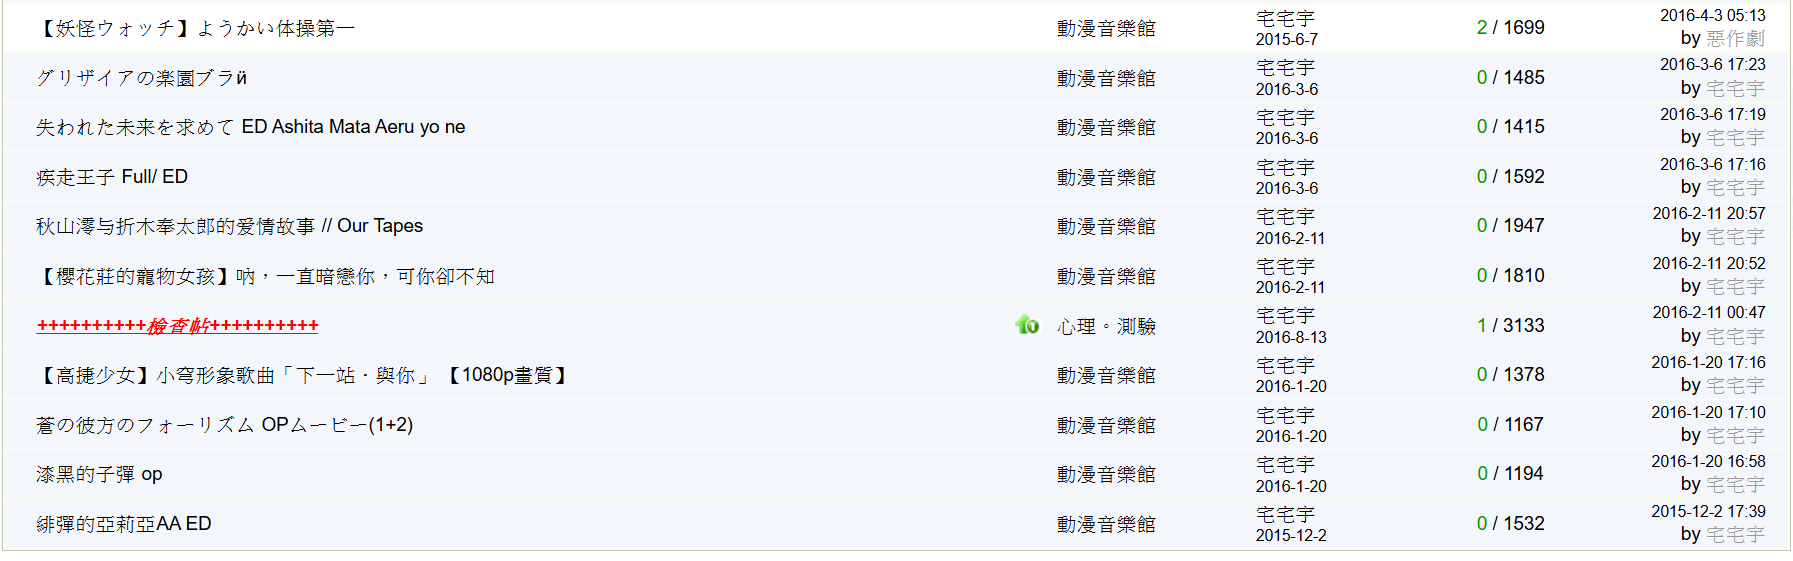 【妖怪ウォッチ】ようかい体操第一 動漫音樂館 宅宅宇 2 / 1699 2016-4-3 05:13
2015-6-7 by 惡作劇
グリザイアの楽園ブラӥ 動漫音樂館 宅宅宇 0 / 1485 2016-3-6 17:23
2016-3-6 by 宅宅宇
失われた未来を求めて ED Ashita Mata Aeru yo ne 動漫音樂館 宅宅宇 0 / 1415 2016-3-6 17:19
2016-3-6 by 宅宅宇
疾走王子 Full/ ED 動漫音樂館 宅宅宇 0 / 1592 2016-3-6 17:16
2016-3-6 by 宅宅宇
秋山澪与折木奉太郎的爱情故事 // Our Tapes 動漫音樂館 宅宅宇 0 / 1947 2016-2-11 20:57
2016-2-11 by 宅宅宇
【櫻花莊的寵物女孩】吶，一直暗戀你，可你卻不知 動漫音樂館 宅宅宇 0 / 1810 2016-2-11 20:52
2016-2-11 by 宅宅宇
++++++++++檢查帖++++++++++ 心理。測驗 宅宅宇 1 / 3133 2016-2-11 00:47
2016-8-13 by 宅宅宇
【高捷少女】小穹形象歌曲「下一站．與你」 【1080p畫質】 動漫音樂館 宅宅宇 0 / 1378 2016-1-20 17:16
2016-1-20 by 宅宅宇
蒼の彼方のフォーリズム OPムービー(1+2) 動漫音樂館 宅宅宇 0 / 1167 2016-1-20 17:10
2016-1-20 by 宅宅宇
漆黑的子彈 op 動漫音樂館 宅宅宇 0 / 1194 2016-1-20 16:58
2016-1-20 by 宅宅宇
緋彈的亞莉亞AA ED 動漫音樂館 宅宅宇 0 / 1532 2015-12-2 17:39
2015-12-2 by 宅宅宇